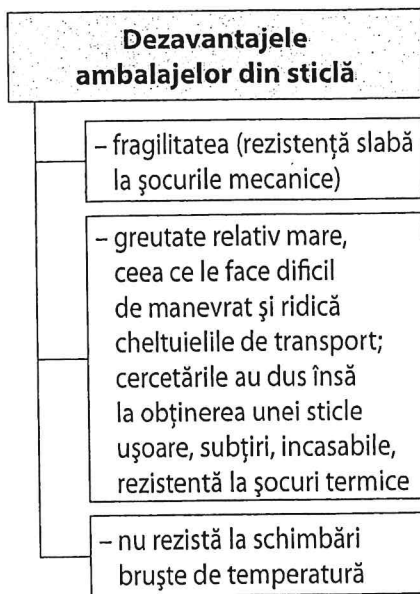 Dezavantajele
ambalajelor din sticlă
– fragilitatea (rezistență slabă
la șocurile mecanice)
– greutate relativ mare,
ceea ce le face dificil
de manevrat și ridică
cheltuielile de transport;
cercetările au dus însă
la obținerea unei sticle
ușoare, subțiri, incasabile,
rezistentă la șocuri termice
– nu rezistă la schimbări
bruște de temperatură